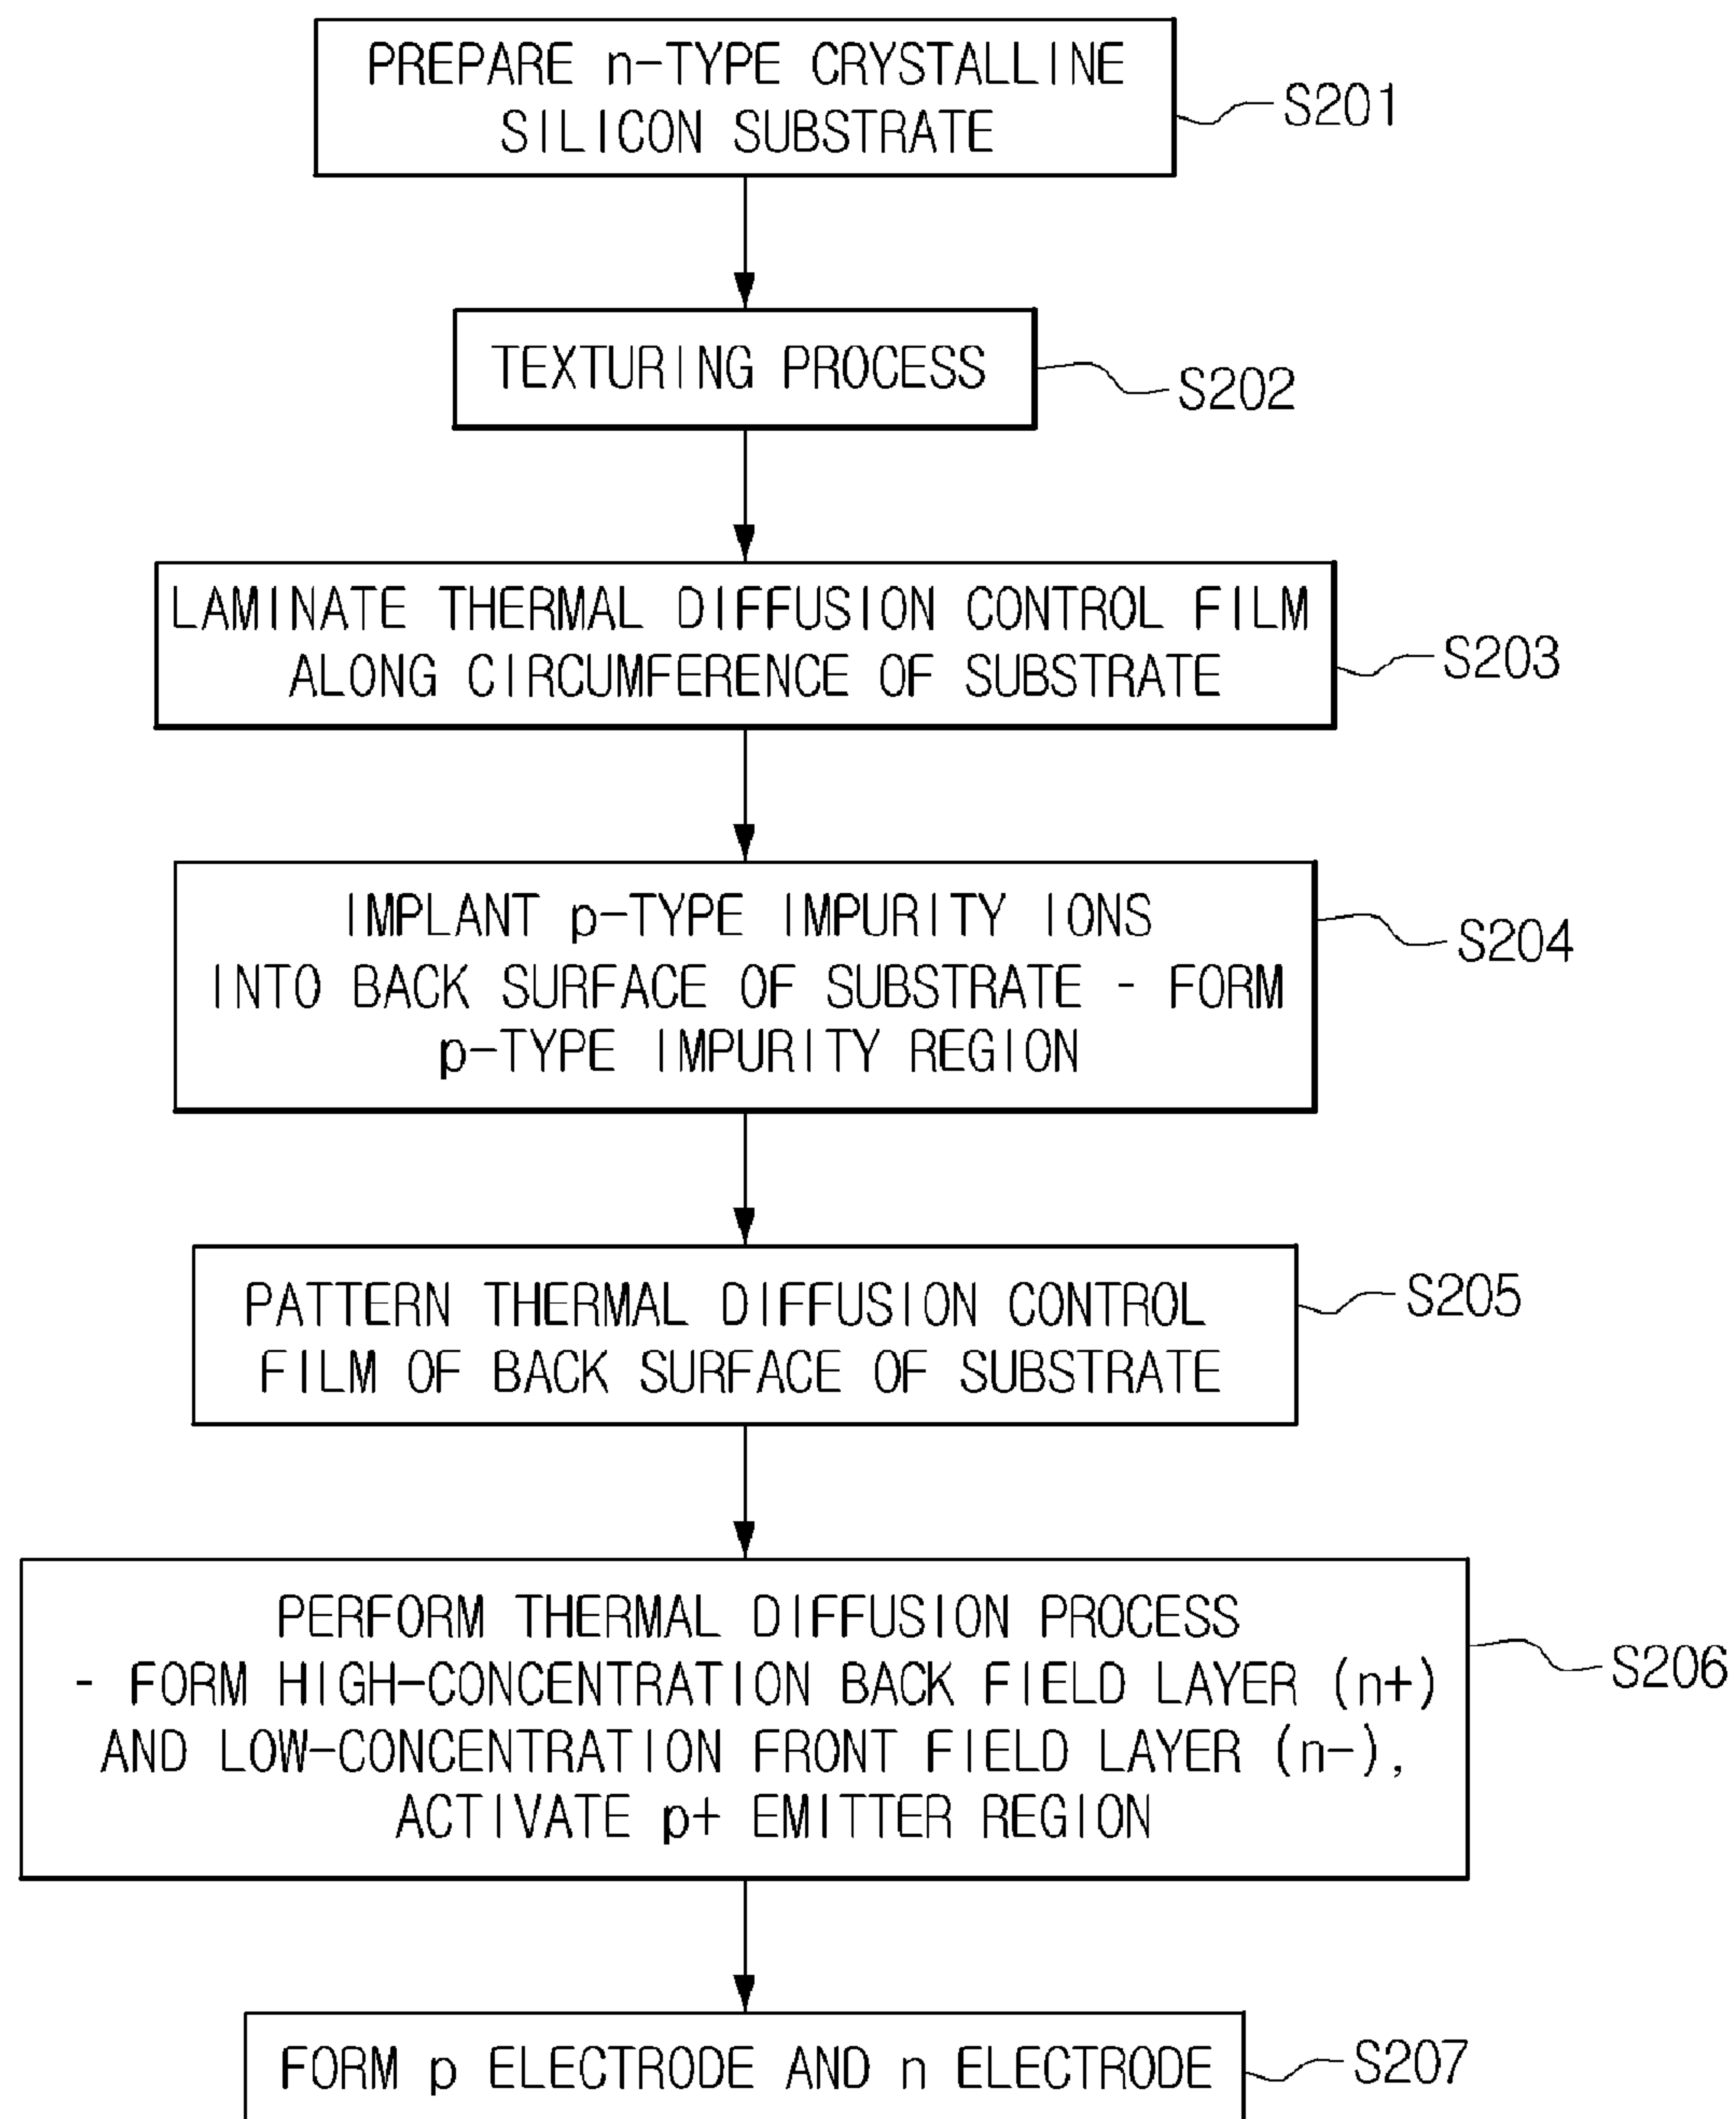 PREPARE n-TYPE CRYSTALLINE
SILICON SUBSTRATE
S201
TEXTURING PROCESS
S202
LAMINATE THERMAL DIFFUSION CONTROL FILM
ALONG CIRCUMFERENCE OF SUBSTRATE
S203
IMPLANT p-TYPE IMPURITY IONS
INTO BACK SURFACE OF SUBSTRATE - FORM
p-TYPE IMPURITY REGION
S204
PATTERN THERMAL DIFFUSION CONTROL
FILM OF BACK SURFACE OF SUBSTRATE
S205
PERFORM THERMAL DIFFUSION PROCESS
- FORM HIGH-CONCENTRATION BACK FIELD LAYER (n+)
AND LOW-CONCENTRATION FRONT FIELD LAYER (n-),
ACTIVATE p+ EMITTER REGION
S206
FORM p ELECTRODE AND n ELECTRODE
S207